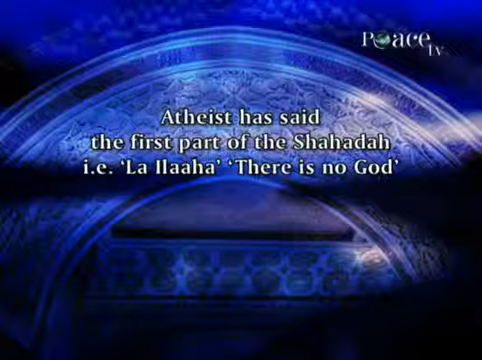 Peace TV
Atheist has said
the first part of the Shahadah
i.e. 'La Ilaaha' 'There is no God'